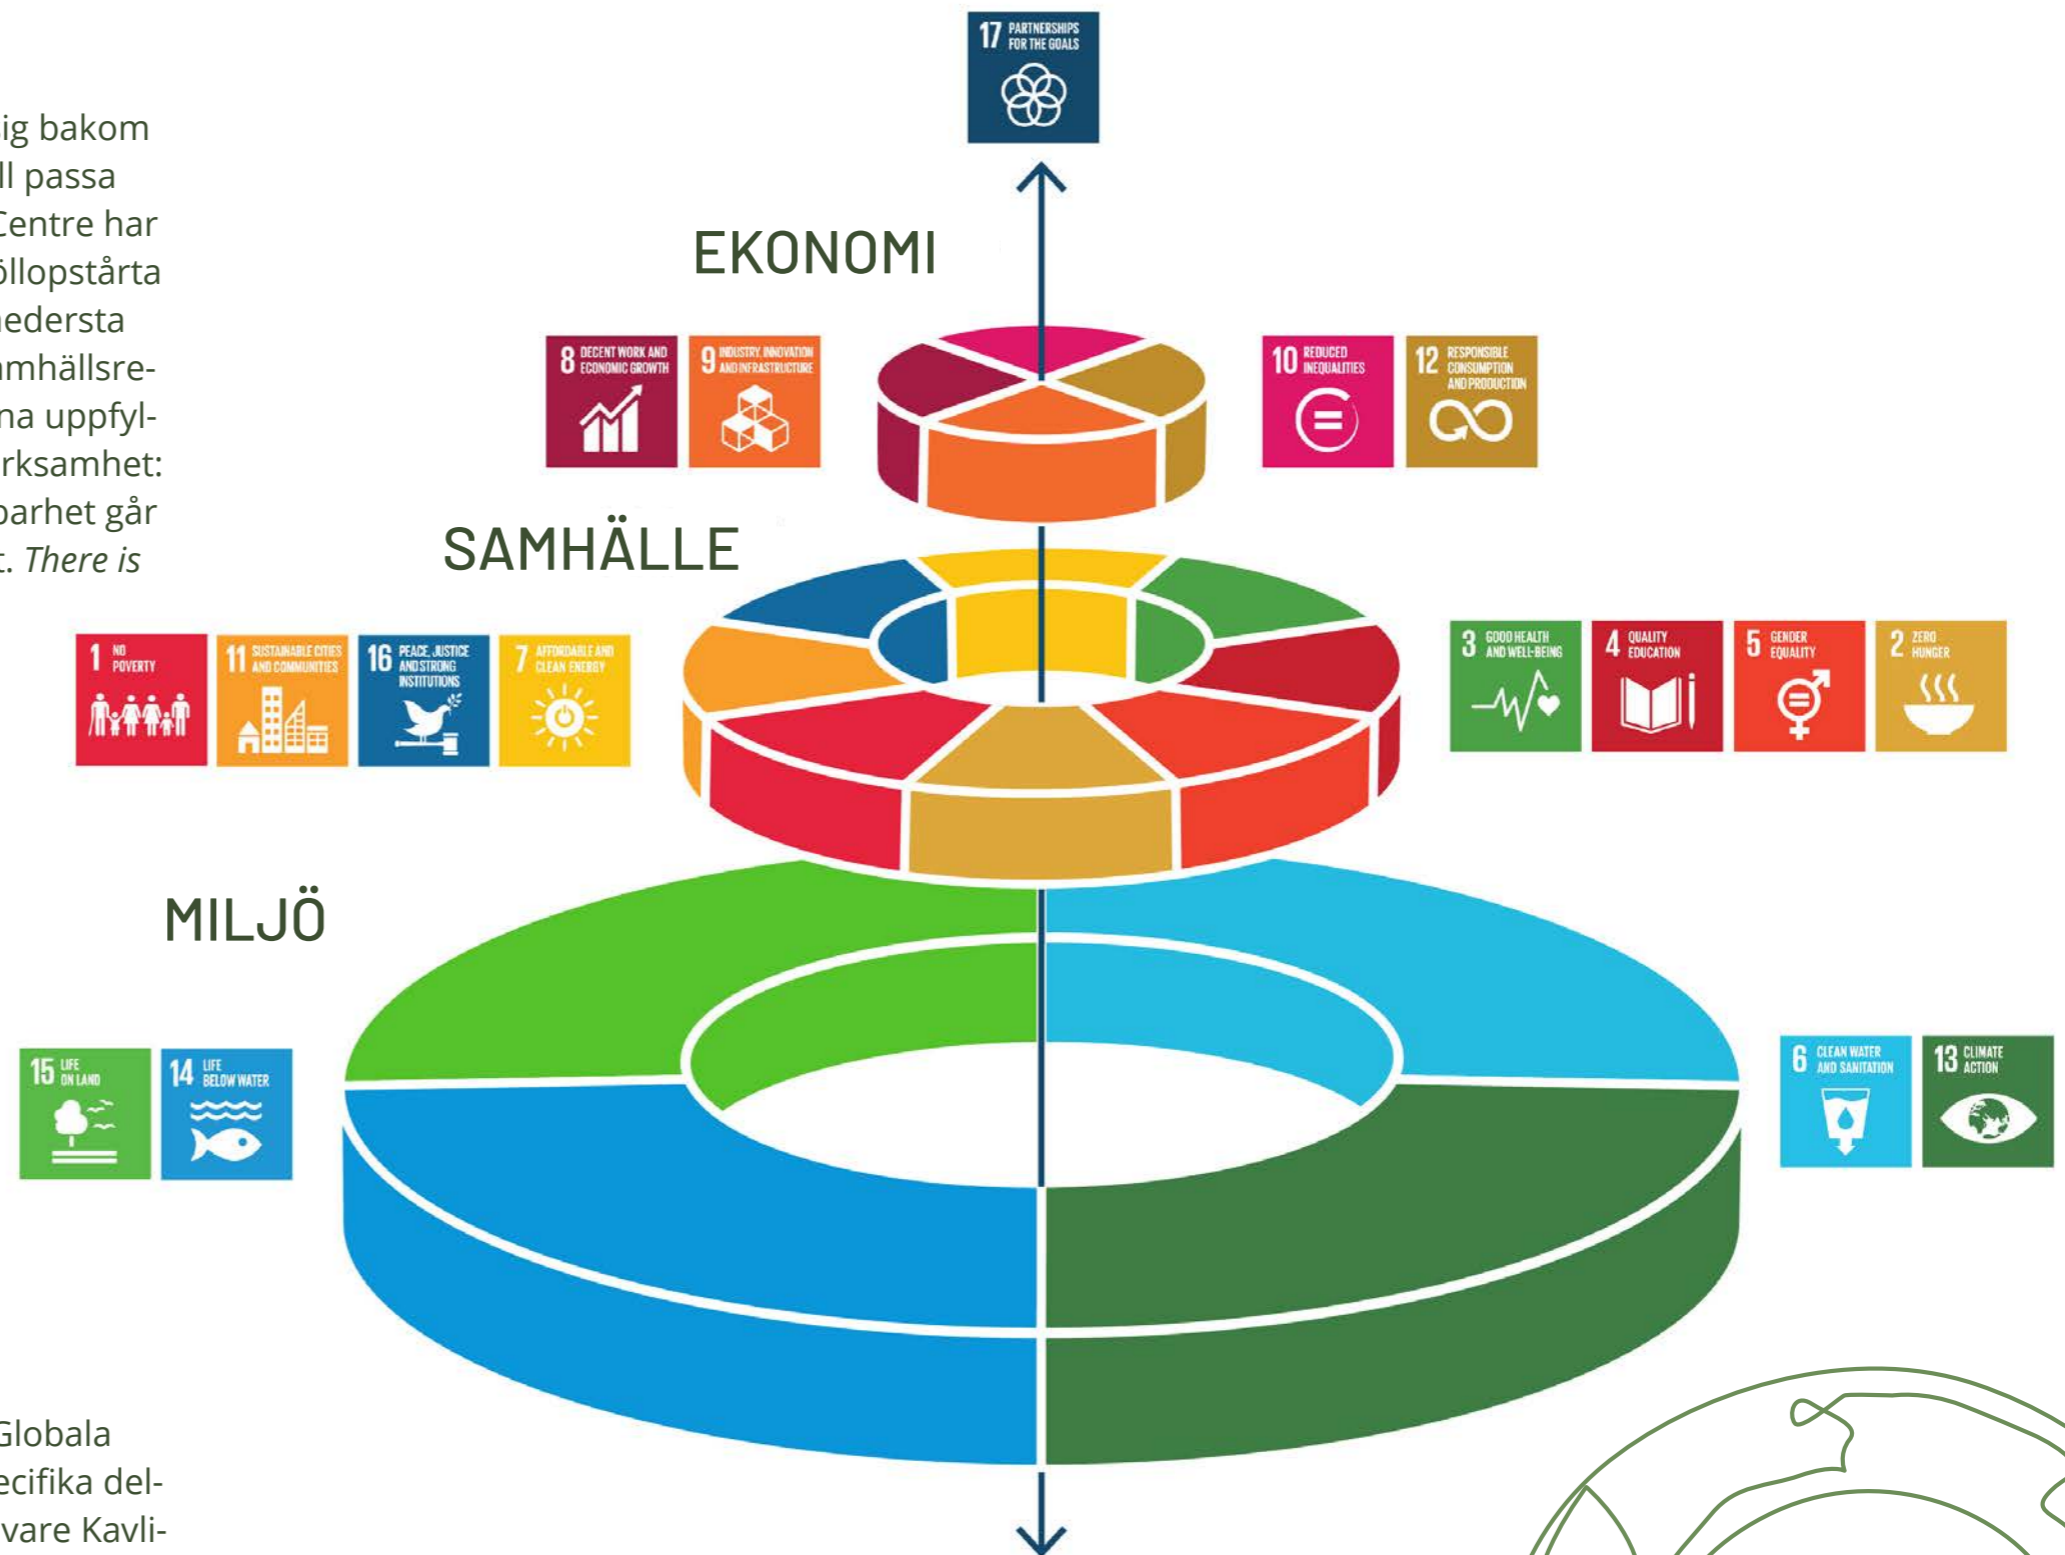 ig bakom
ll passa
Centre har
öllopstårta
nedersta
amhällsre-
na uppfyl-
rksamhet:
barhet går
t. There is
17 PARTNERSHIPS
FOR THE GOALS
EKONOMI
8 DECENT WORK AND
ECONOMIC GROWTH
9 INDUSTRY, INNOVATION
AND INFRASTRUCTURE
10 REDUCED
INEQUALITIES
12 RESPONSIBLE
CONSUMPTION
AND PRODUCTION
SAMHÄLLE
1 NO
POVERTY
11 SUSTAINABLE CITIES
AND COMMUNITIES
16 PEACE, JUSTICE
AND STRONG
INSTITUTIONS
7 AFFORDABLE AND
CLEAN ENERGY
3 GOOD HEALTH
AND WELL-BEING
4 QUALITY
EDUCATION
5 GENDER
EQUALITY
2 ZERO
HUNGER
MILJÖ
15 LIFE
ON LAND
14 LIFE
BELOW WATER
6 CLEAN WATER
AND SANITATION
13 CLIMATE
ACTION
Globala
ecifika del-
vare Kavli-